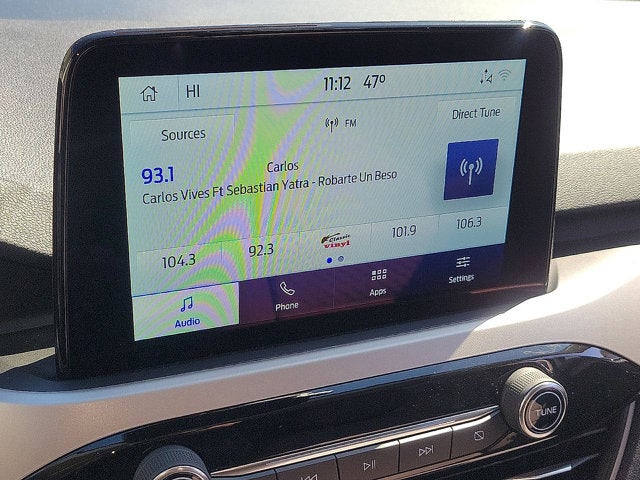 HI 11:12 47°
Sources FM Direct Tune
93.1 Carlos
Carlos Vives Ft Sebastian Yatra - Robarte Un Beso
104.3 92.3 Classic vinyl 101.9 106.3
Audio Phone Apps Settings
TUNE